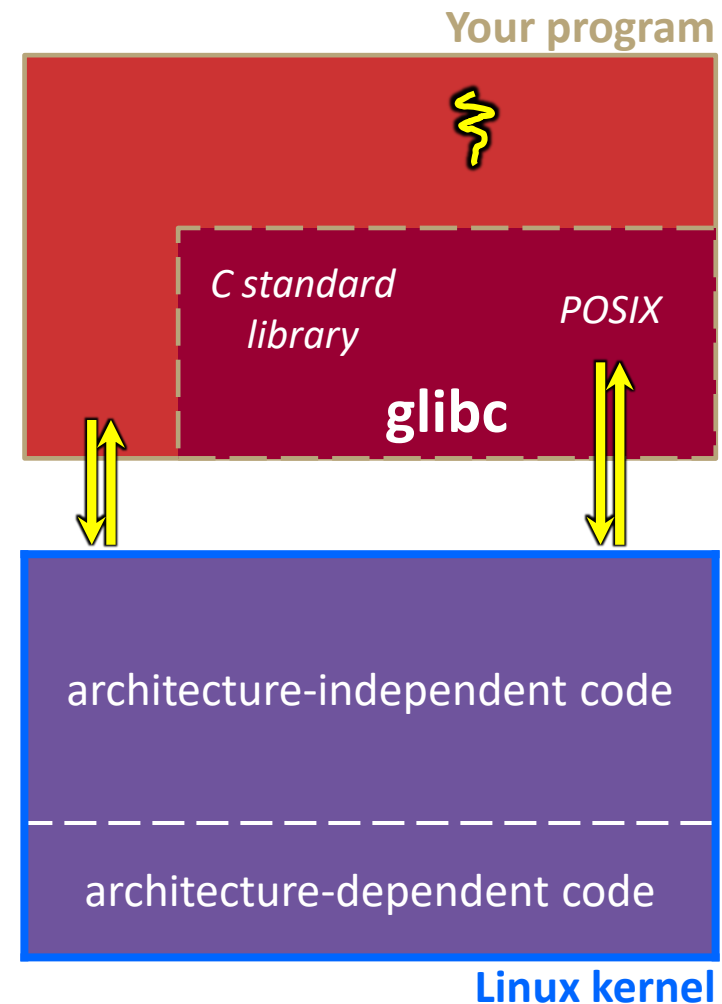 Your program
C standard
library
POSIX
glibc
architecture-independent code
architecture-dependent code
Linux kernel